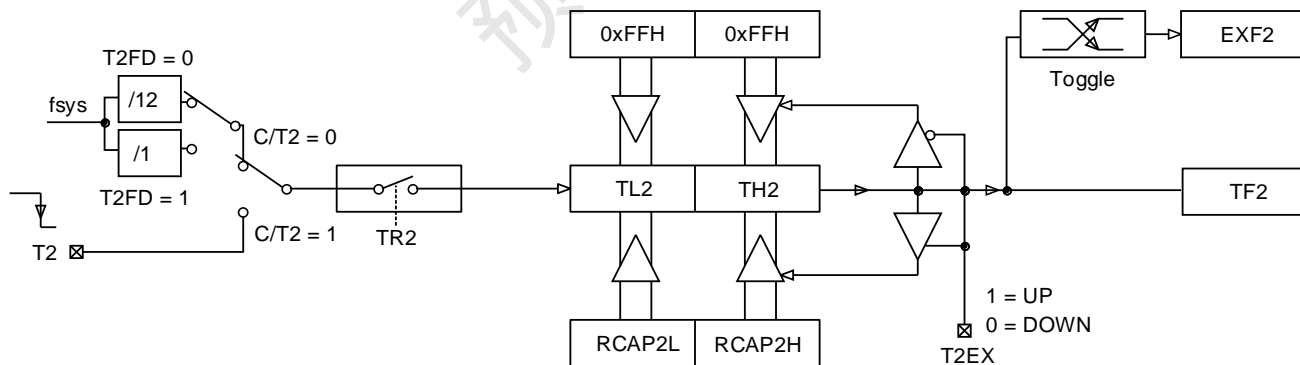 0xFFH 0xFFH
EXF2
T2FD = 0
Toggle
/12
fsys
C/T2 = 0
/1
TL2 TH2
TF2
T2FD = 1
C/T2 = 1
TR2
T2
1 = UP
0 = DOWN
RCAP2L RCAP2H
T2EX
预